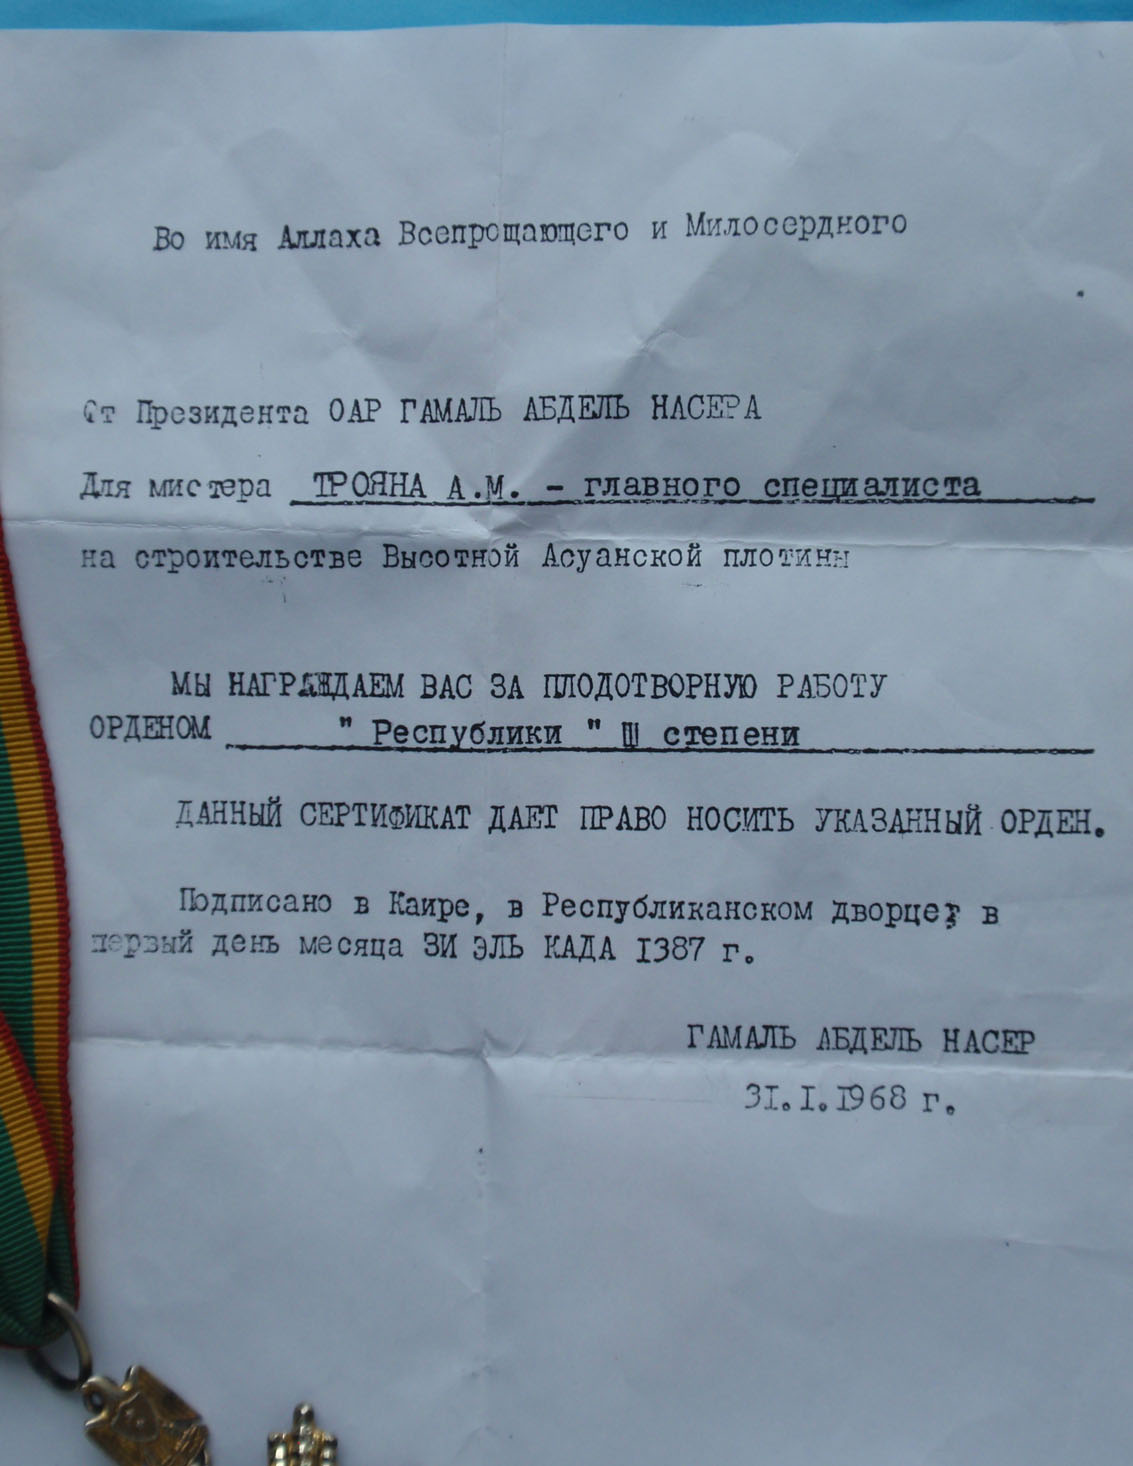 Во имя Аллаха Всепрощающего и Милосердного
От Президента ОАР ГАМАЛЬ АБДЕЛЬ НАСЕРА
Для мистера ТРОЯНА А.М. - главного специалиста
на строительстве Высотной Асуанской плотины
МЫ НАГРАЖДАЕМ ВАС ЗА ПЛОДОТВОРНУЮ РАБОТУ
ОРДЕНОМ " Республики " III степени
ДАННЫЙ СЕРТИФИКАТ ДАЕТ ПРАВО НОСИТЬ УКАЗАННЫЙ ОРДЕН.
Подписано в Каире, в Республиканском дворце, в
первый день месяца ЗИ ЭЛЬ КАДА 1387 г.
ГАМАЛЬ АБДЕЛЬ НАСЕР
31.I.1968 г.